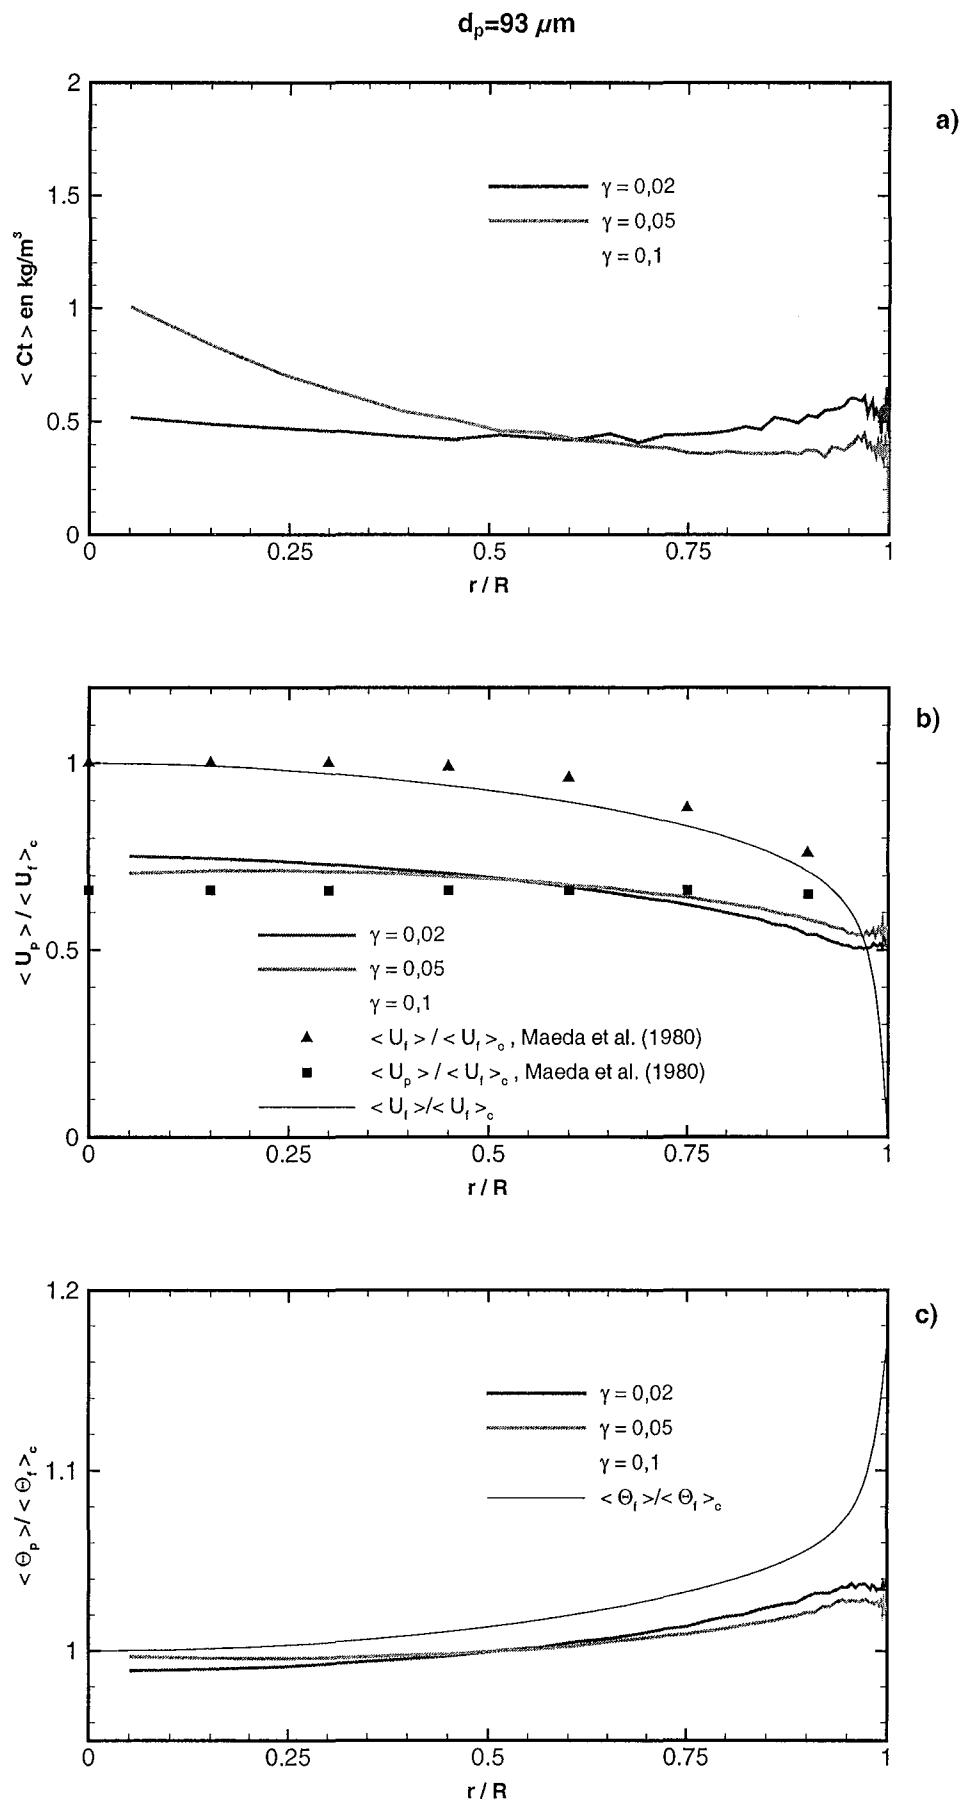 d_p=93 μm
a)
2
1.5
1
0.5
0
< Ct > en kg/m³
γ = 0,02
γ = 0,05
γ = 0,1
0 0.25 0.5 0.75 1
r / R
b)
1
0.5
0
< U_p > / < U_f >_c
γ = 0,02
γ = 0,05
γ = 0,1
< U_f > / < U_f >_c , Maeda et al. (1980)
< U_p > / < U_f >_c , Maeda et al. (1980)
< U_f >/< U_f >_c
0 0.25 0.5 0.75 1
r / R
c)
1.2
1.1
1
< Θ_p > / < Θ_f >_c
γ = 0,02
γ = 0,05
γ = 0,1
< Θ_f >/< Θ_f >_c
0 0.25 0.5 0.75 1
r / R